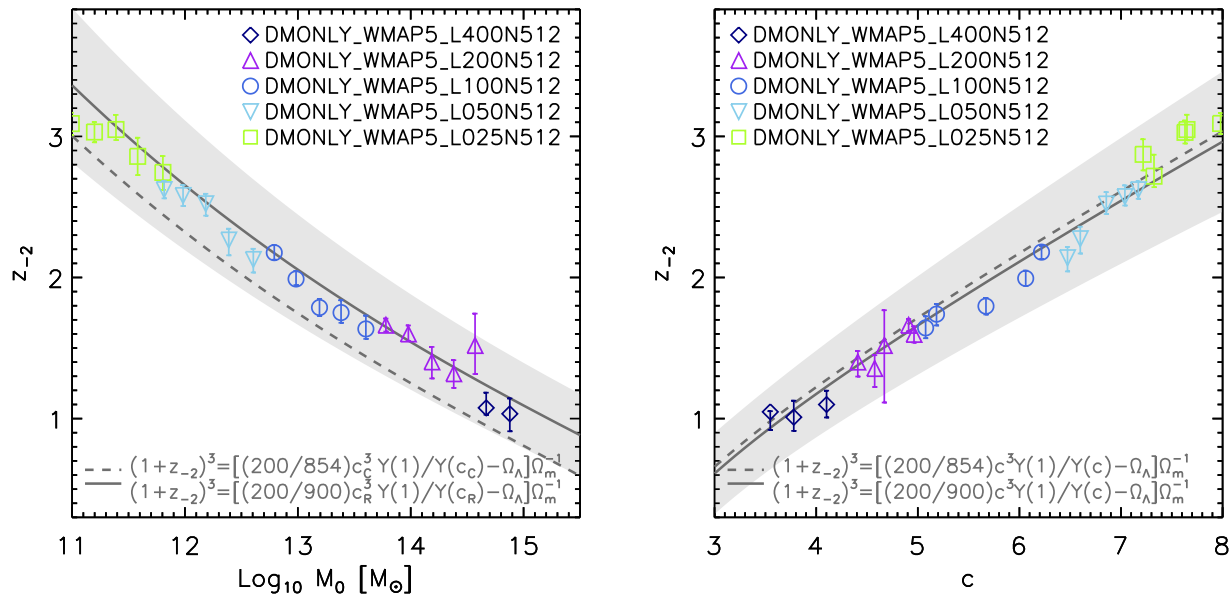 DMONLY_WMAP5_L400N512
DMONLY_WMAP5_L200N512
DMONLY_WMAP5_L100N512
DMONLY_WMAP5_L050N512
DMONLY_WMAP5_L025N512
3
2
1
z₋₂
(1+z₋₂)³=[(200/854)c_C³ Y(1)/Y(c_C)−Ω_Λ]Ω_m⁻¹
(1+z₋₂)³=[(200/900)c_R³ Y(1)/Y(c_R)−Ω_Λ]Ω_m⁻¹
11 12 13 14 15
Log₁₀ M₀ [M☉]
DMONLY_WMAP5_L400N512
DMONLY_WMAP5_L200N512
DMONLY_WMAP5_L100N512
DMONLY_WMAP5_L050N512
DMONLY_WMAP5_L025N512
3
2
1
z₋₂
(1+z₋₂)³=[(200/854)c³Y(1)/Y(c)−Ω_Λ]Ω_m⁻¹
(1+z₋₂)³=[(200/900)c³Y(1)/Y(c)−Ω_Λ]Ω_m⁻¹
3 4 5 6 7 8
c